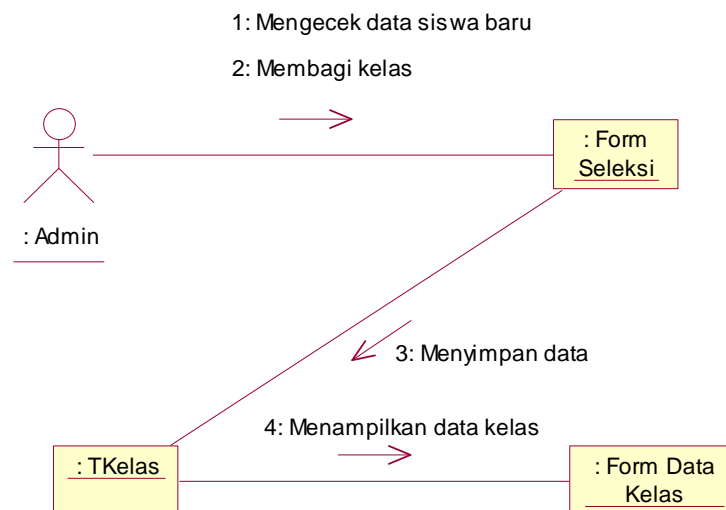 1: Mengecek data siswa baru
2: Membagi kelas
: Form
Seleksi
: Admin
3: Menyimpan data
4: Menampilkan data kelas
: TKelas
: Form Data
Kelas